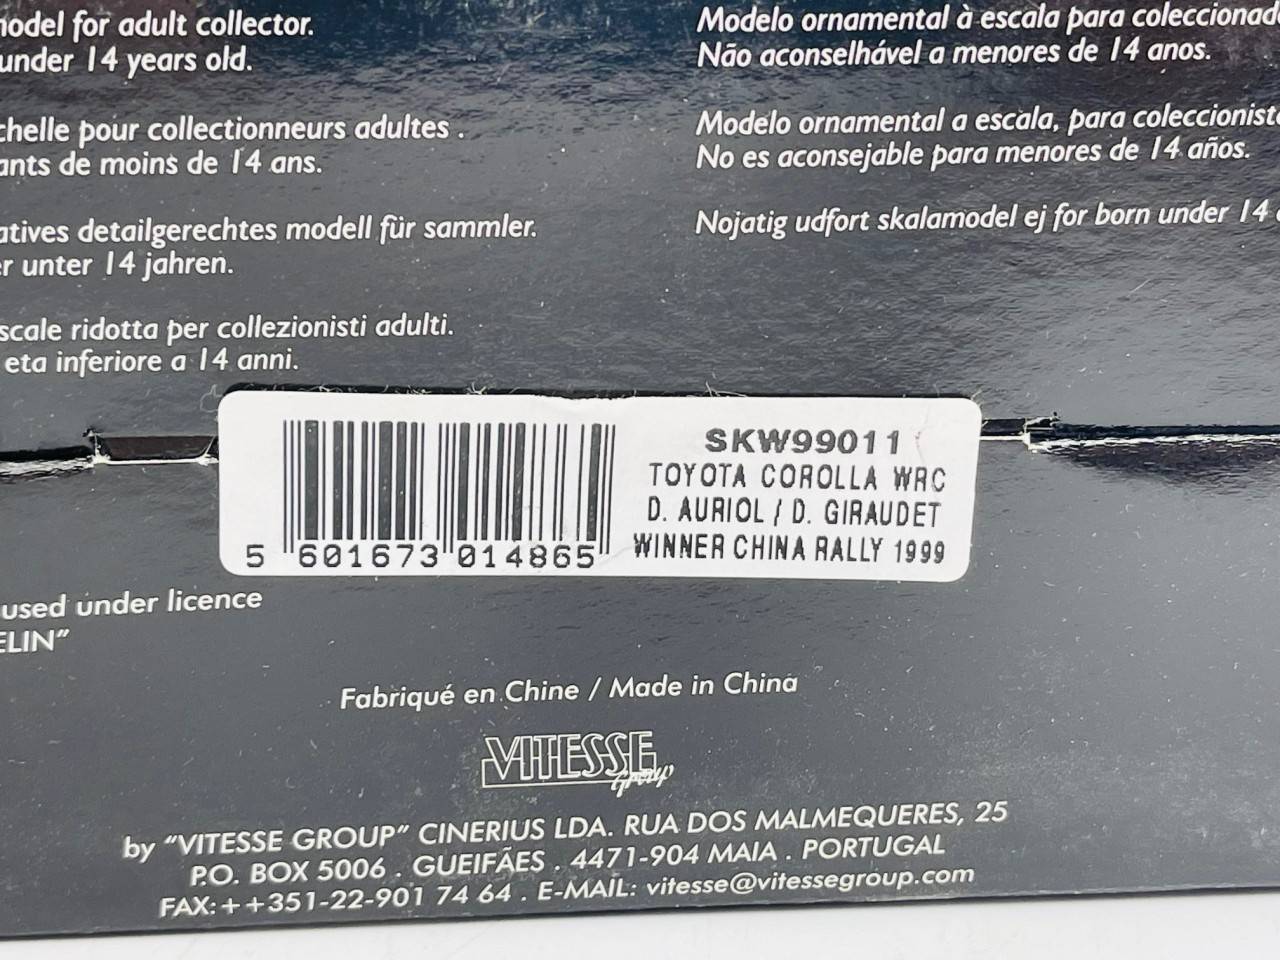 model for adult collector.
under 14 years old.
chelle pour collectionneurs adultes .
ants de moins de 14 ans.
atives detailgerechtes modell für sammler.
er unter 14 jahren.
scale ridotta per collezionisti adulti.
eta inferiore a 14 anni.
Modelo ornamental à escala para coleccionad
Não aconselhável a menores de 14 anos.
Modelo ornamental a escala, para coleccionist
No es aconsejable para menores de 14 años.
Nojatig udfort skalamodel ej for born under 14
SKW99011
TOYOTA COROLLA WRC
D. AURIOL / D. GIRAUDET
WINNER CHINA RALLY 1999
5 601673 014865
used under licence
ELIN"
Fabriqué en Chine / Made in China
VITESSE
Group
by "VITESSE GROUP" CINERIUS LDA. RUA DOS MALMEQUERES, 25
P.O. BOX 5006 . GUEIFÃES . 4471-904 MAIA . PORTUGAL
FAX:++351-22-901 74 64 . E-MAIL: vitesse@vitessegroup.com